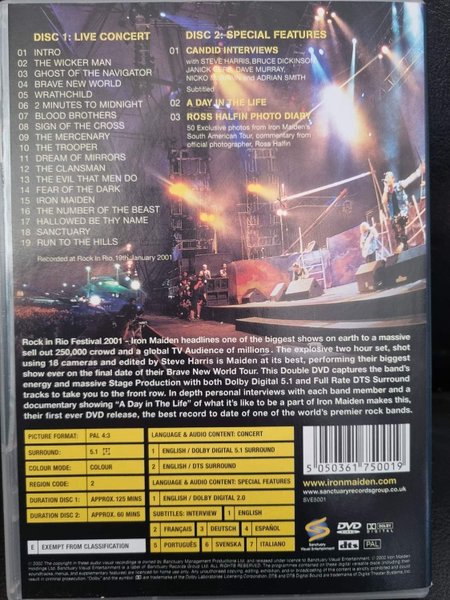 DISC 1: LIVE CONCERT
01 INTRO
02 THE WICKER MAN
03 GHOST OF THE NAVIGATOR
04 BRAVE NEW WORLD
05 WRATHCHILD
06 2 MINUTES TO MIDNIGHT
07 BLOOD BROTHERS
08 SIGN OF THE CROSS
09 THE MERCENARY
10 THE TROOPER
11 DREAM OF MIRRORS
12 THE CLANSMAN
13 THE EVIL THAT MEN DO
14 FEAR OF THE DARK
15 IRON MAIDEN
16 THE NUMBER OF THE BEAST
17 HALLOWED BE THY NAME
18 SANCTUARY
19 RUN TO THE HILLS
Recorded at Rock in Rio, 19th January 2001
DISC 2: SPECIAL FEATURES
01 CANDID INTERVIEWS
with STEVE HARRIS, BRUCE DICKINSON,
JANICK GERS, DAVE MURRAY,
NICKO McBRAIN and ADRIAN SMITH
Subtitled
02 A DAY IN THE LIFE
03 ROSS HALFIN PHOTO DIARY
50 Exclusive photos from Iron Maiden's
South American Tour, commentary from
official photographer, Ross Halfin
Rock in Rio Festival 2001 - Iron Maiden headlines one of the biggest shows on earth to a massive
sell out 250,000 crowd and a global TV Audience of millions. The explosive two hour set, shot
using 18 cameras and edited by Steve Harris is Maiden at its best, performing their biggest
show ever on the final date of their Brave New World Tour. This Double DVD captures the band's
energy and massive Stage Production with both Dolby Digital 5.1 and Full Rate DTS Surround
tracks to take you to the front row. In depth personal interviews with each band member and a
documentary showing "A Day in The Life" of what it's like to be a part of Iron Maiden makes this,
their first ever DVD release, the best record to date of one of the world's premier rock bands.
PICTURE FORMAT: PAL 4:3
SURROUND: 5.1
COLOUR MODE: COLOUR
REGION CODE: 2
DURATION DISC 1: APPROX. 125 MINS
DURATION DISC 2: APPROX. 60 MINS
E EXEMPT FROM CLASSIFICATION
LANGUAGE & AUDIO CONTENT: CONCERT
1 ENGLISH / DOLBY DIGITAL 5.1 SURROUND
2 ENGLISH / DTS SURROUND
LANGUAGE & AUDIO CONTENT: SPECIAL FEATURES
1 ENGLISH / DOLBY DIGITAL 2.0
SUBTITLES: INTERVIEW 1 ENGLISH
2 FRANÇAIS 3 DEUTSCH 4 ESPAÑOL
5 PORTUGUÊS 6 SVENSKA 7 ITALIANO
5 050361 750019
www.ironmaiden.com
www.sanctuaryrecordsgroup.co.uk
SVE3001
Sanctuary
Visual Entertainment
DVD
VIDEO
DOLBY
DIGITAL
dts
PAL